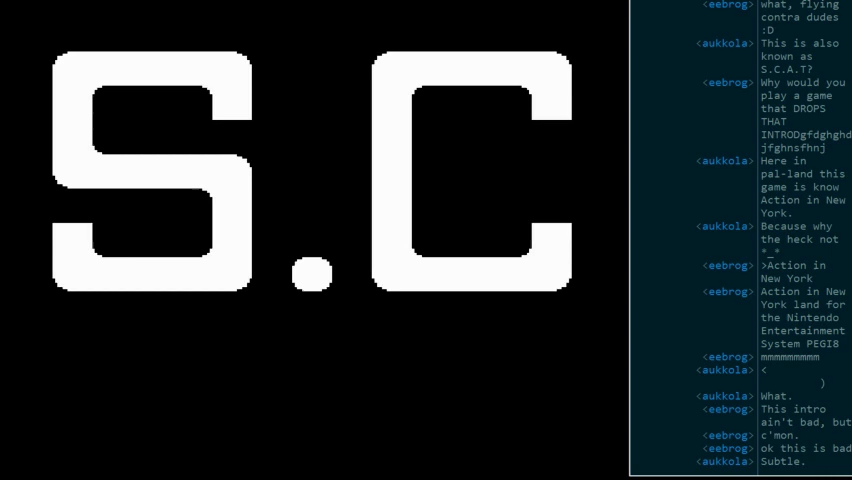 S.C
<eebrog> what, flying
contra dudes
:D
<aukkola> This is also
known as
S.C.A.T?
<eebrog> Why would you
play a game
that DROPS
THAT
INTRODgfdghghd
jfghnsfhnj
<aukkola> Here in
pal-land this
game is know
Action in New
York.
<aukkola> Because why
the heck not
*_*
<eebrog> >Action in
New York
<eebrog> Action in New
York land for
the Nintendo
Entertainment
System PEGI8
<eebrog> mmmmmmmmm
<aukkola> <
)
<aukkola> What.
<eebrog> This intro
ain't bad, but
<eebrog> c'mon.
<eebrog> ok this is bad
<aukkola> Subtle.